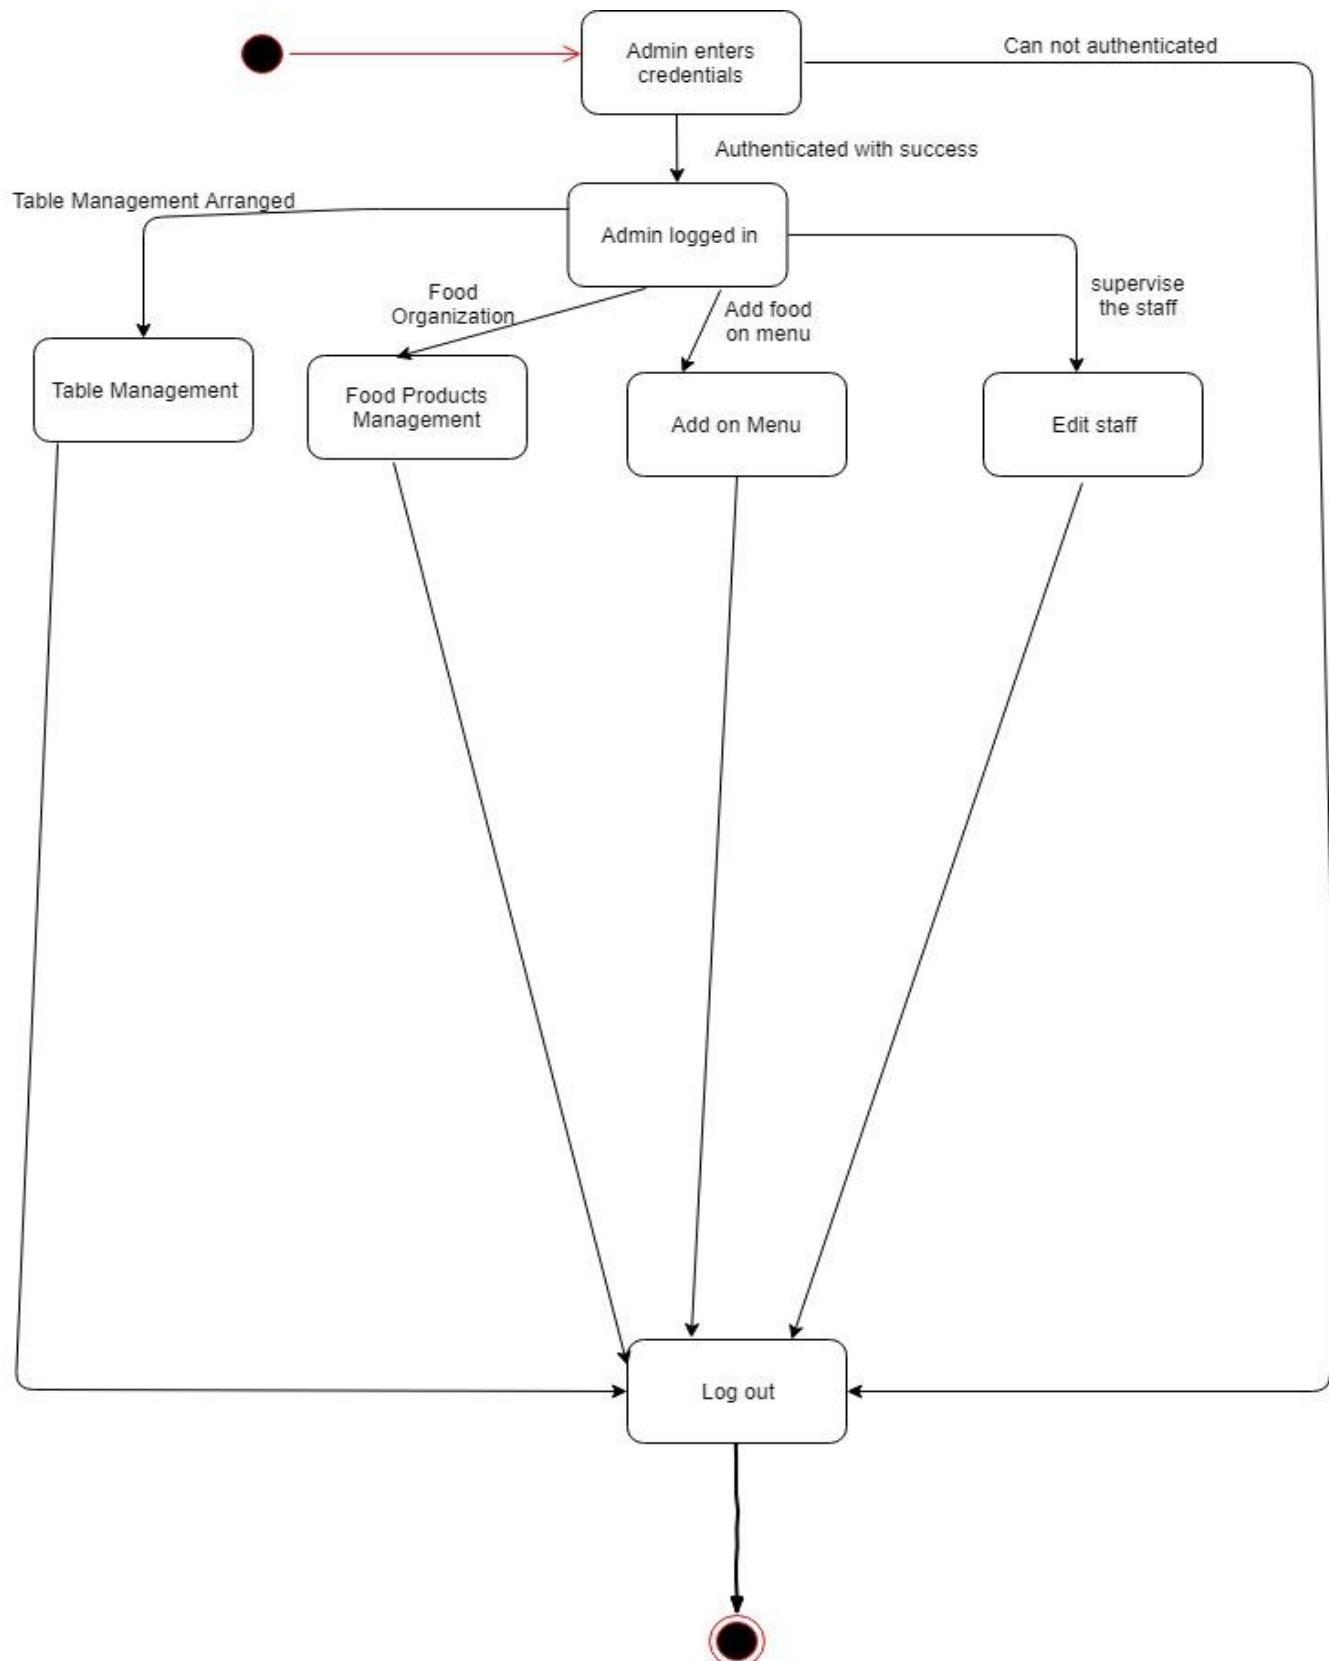 Admin enters
credentials
Can not authenticated
Authenticated with success
Table Management Arranged
Admin logged in
Food
Organization
Add food
on menu
supervise
the staff
Table Management
Food Products
Management
Add on Menu
Edit staff
Log out